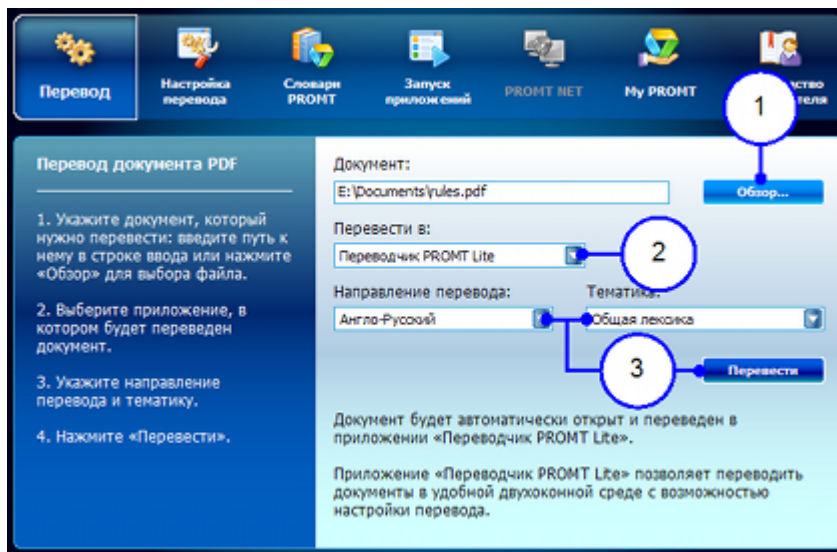 Перевод
Настройка
перевода
Словари
PROMT
Запуск
приложений
PROMT NET
My PROMT
1
Перевод документа PDF
1. Укажите документ, который
нужно перевести: введите путь к
нему в строке ввода или нажмите
«Обзор» для выбора файла.
2. Выберите приложение, в
котором будет переведен
документ.
3. Укажите направление
перевода и тематику.
4. Нажмите «Перевести».
Документ:
E:\Documents\rules.pdf
Обзор...
Перевести в:
Переводчик PROMT Lite
2
Направление перевода:
Тематика:
Англо-Русский
Общая лексика
3
Перевести
Документ будет автоматически открыт и переведен в
приложении «Переводчик PROMT Lite».
Приложение «Переводчик PROMT Lite» позволяет переводить
документы в удобной двухоконной среде с возможностью
настройки перевода.